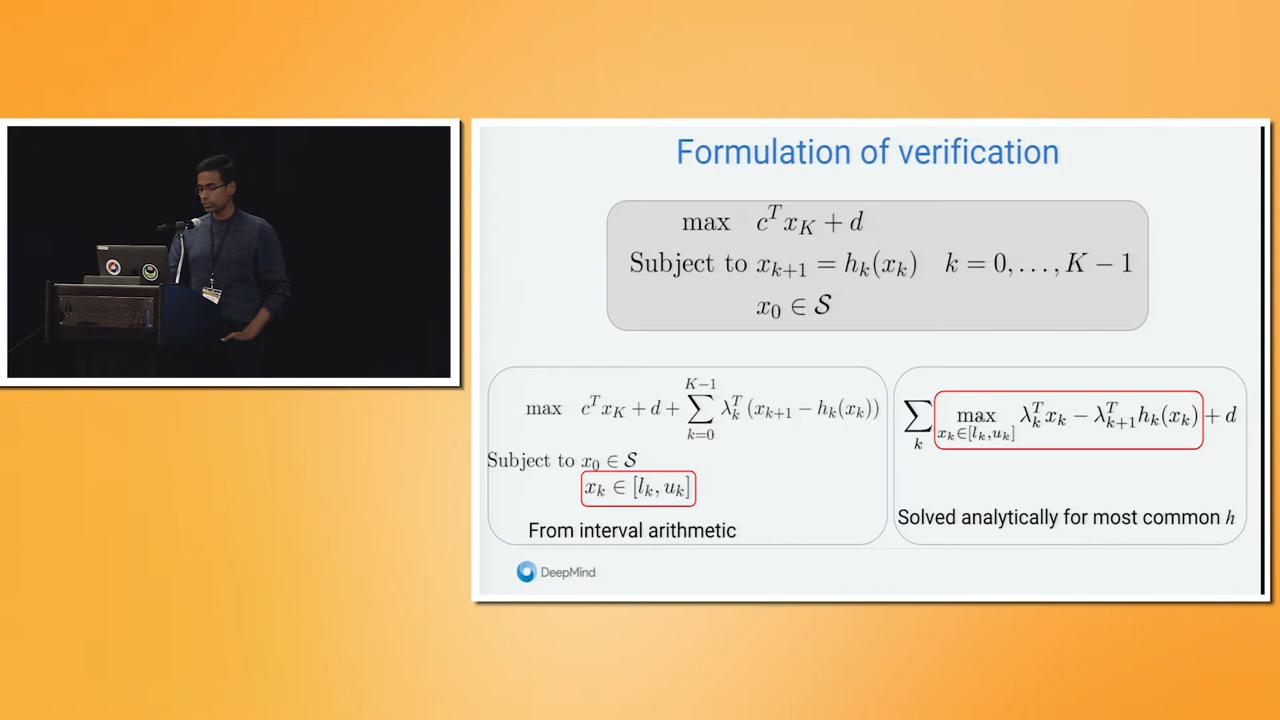 Formulation of verification
max c^T x_K + d
Subject to x_{k+1} = h_k(x_k) k = 0, . . . , K − 1
x_0 ∈ S
max c^T x_K + d + ∑_{k=0}^{K−1} λ_k^T (x_{k+1} − h_k(x_k))
Subject to x_0 ∈ S
x_k ∈ [l_k, u_k]
From interval arithmetic
∑_k max_{x_k∈[l_k,u_k]} λ_k^T x_k − λ_{k+1}^T h_k(x_k) + d
Solved analytically for most common h
DeepMind